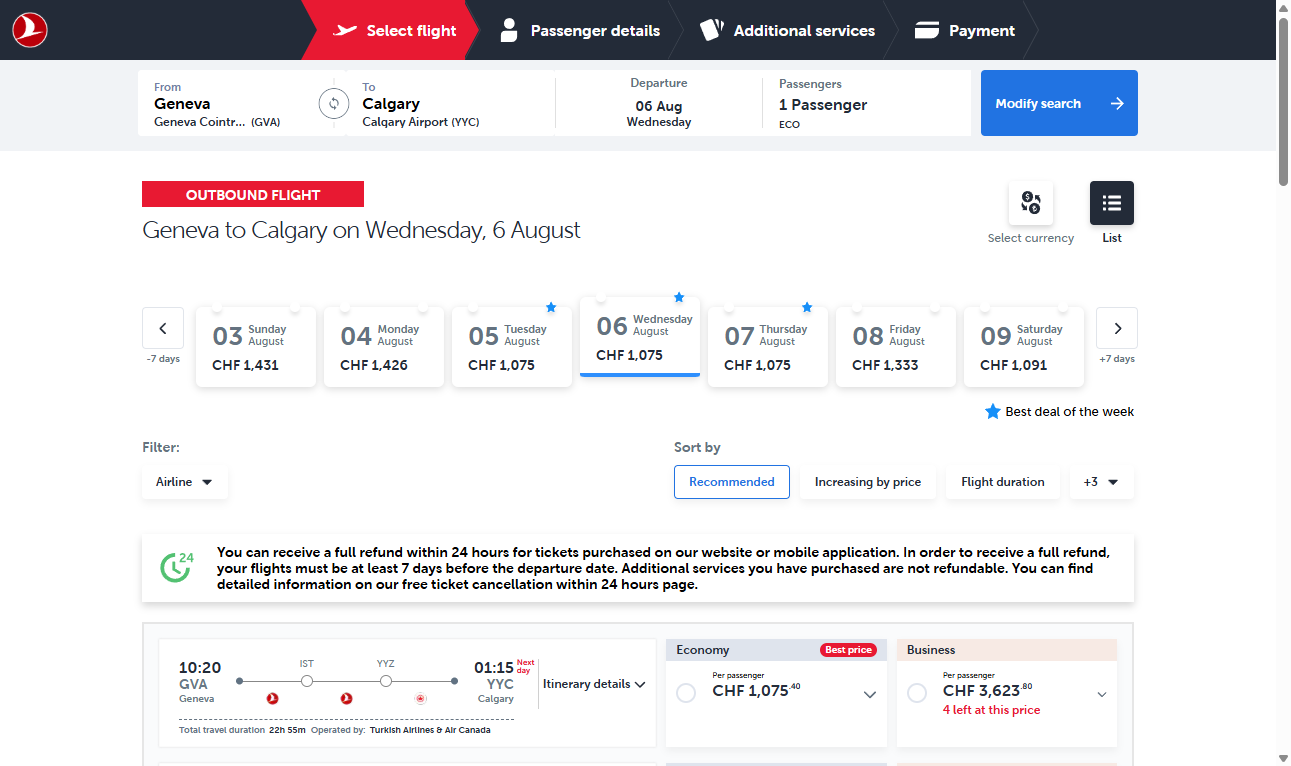 Select flight
Passenger details
Additional services
Payment
From
Geneva
Geneva Cointr... (GVA)
To
Calgary
Calgary Airport (YYC)
Departure
06 Aug
Wednesday
Passengers
1 Passenger
ECO
Modify search
OUTBOUND FLIGHT
Geneva to Calgary on Wednesday, 6 August
Select currency
List
-7 days
03 Sunday August
CHF 1,431
04 Monday August
CHF 1,426
05 Tuesday August
CHF 1,075
06 Wednesday August
CHF 1,075
07 Thursday August
CHF 1,075
08 Friday August
CHF 1,333
09 Saturday August
CHF 1,091
+7 days
Best deal of the week
Filter:
Airline
Sort by
Recommended
Increasing by price
Flight duration
+3
24
You can receive a full refund within 24 hours for tickets purchased on our website or mobile application. In order to receive a full refund,
your flights must be at least 7 days before the departure date. Additional services you have purchased are not refundable. You can find
detailed information on our free ticket cancellation within 24 hours page.
10:20
GVA
Geneva
IST
YYZ
01:15 Next day
YYC
Calgary
Itinerary details
Total travel duration 22h 55m Operated by: Turkish Airlines & Air Canada
Economy
Best price
Per passenger
CHF 1,075.40
Business
Per passenger
CHF 3,623.80
4 left at this price